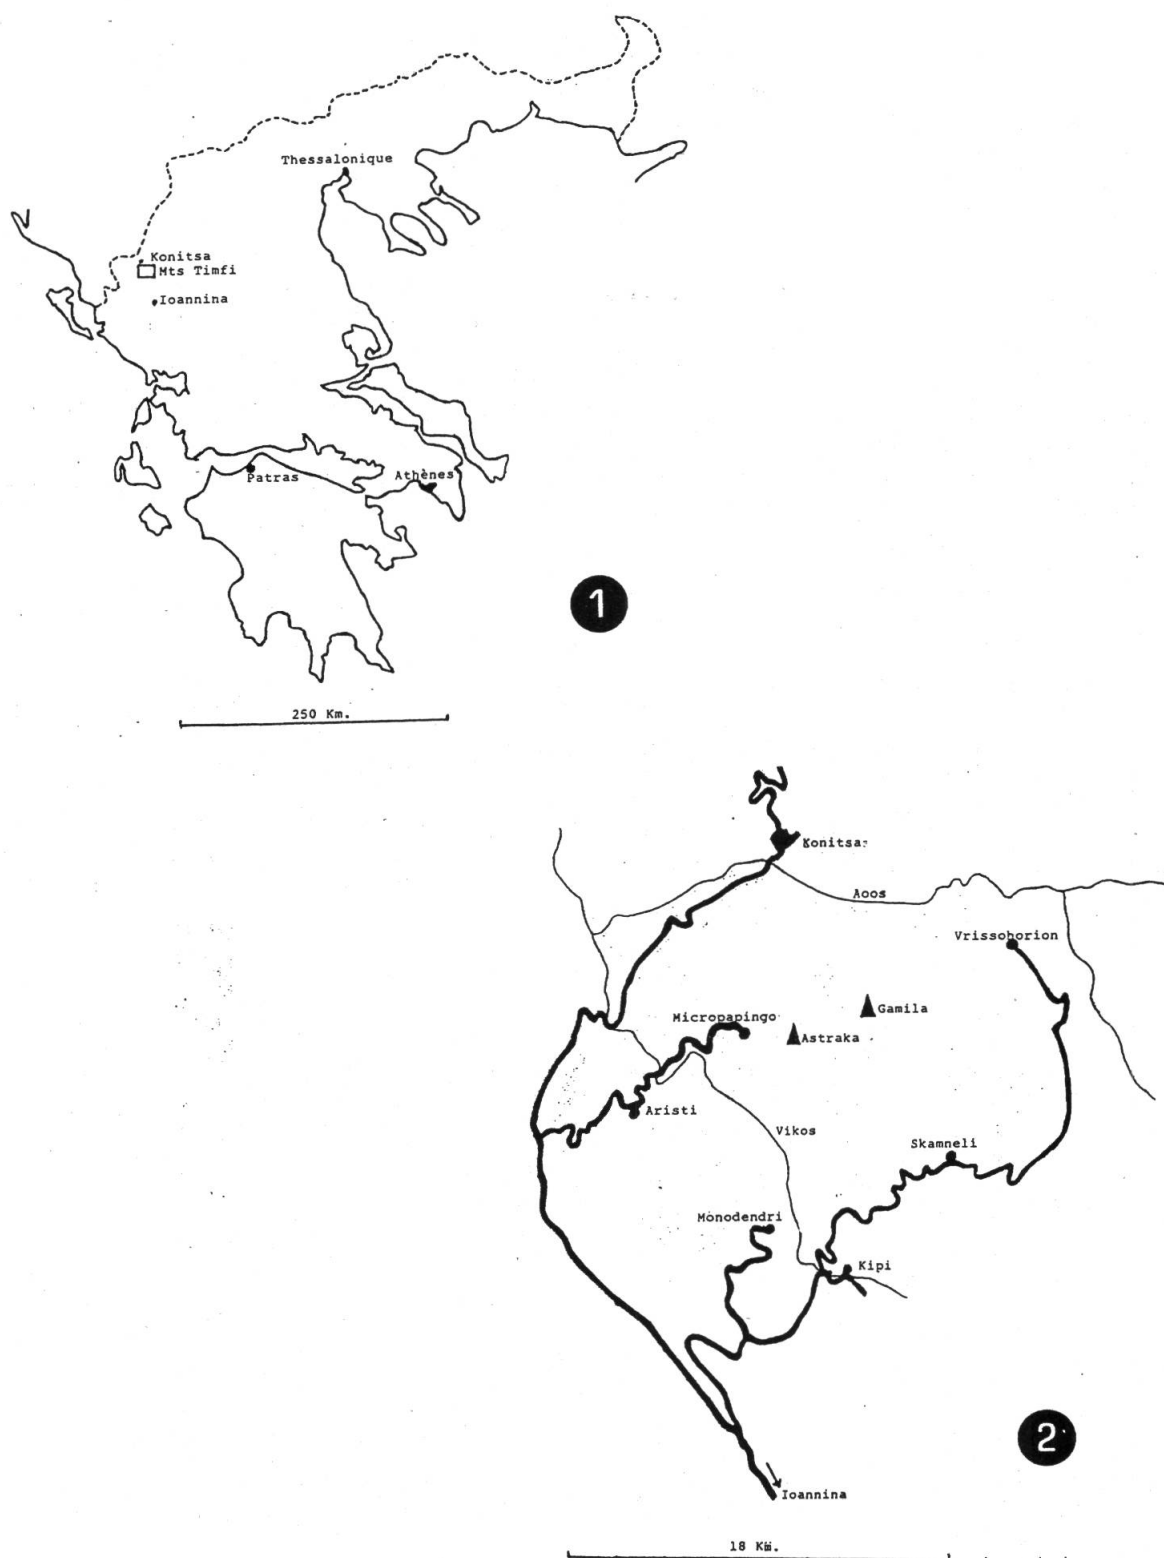 Thessalonique
Konitsa
Mts Timfi
Ioannina
Patras
Athènes
1
250 Km.
Konitsa
Aoos
Vrissohorion
Gamila
Micropapingo
Astraka
Aristi
Vikos
Skamneli
Monodendri
Kipi
2
Ioannina
18 Km.